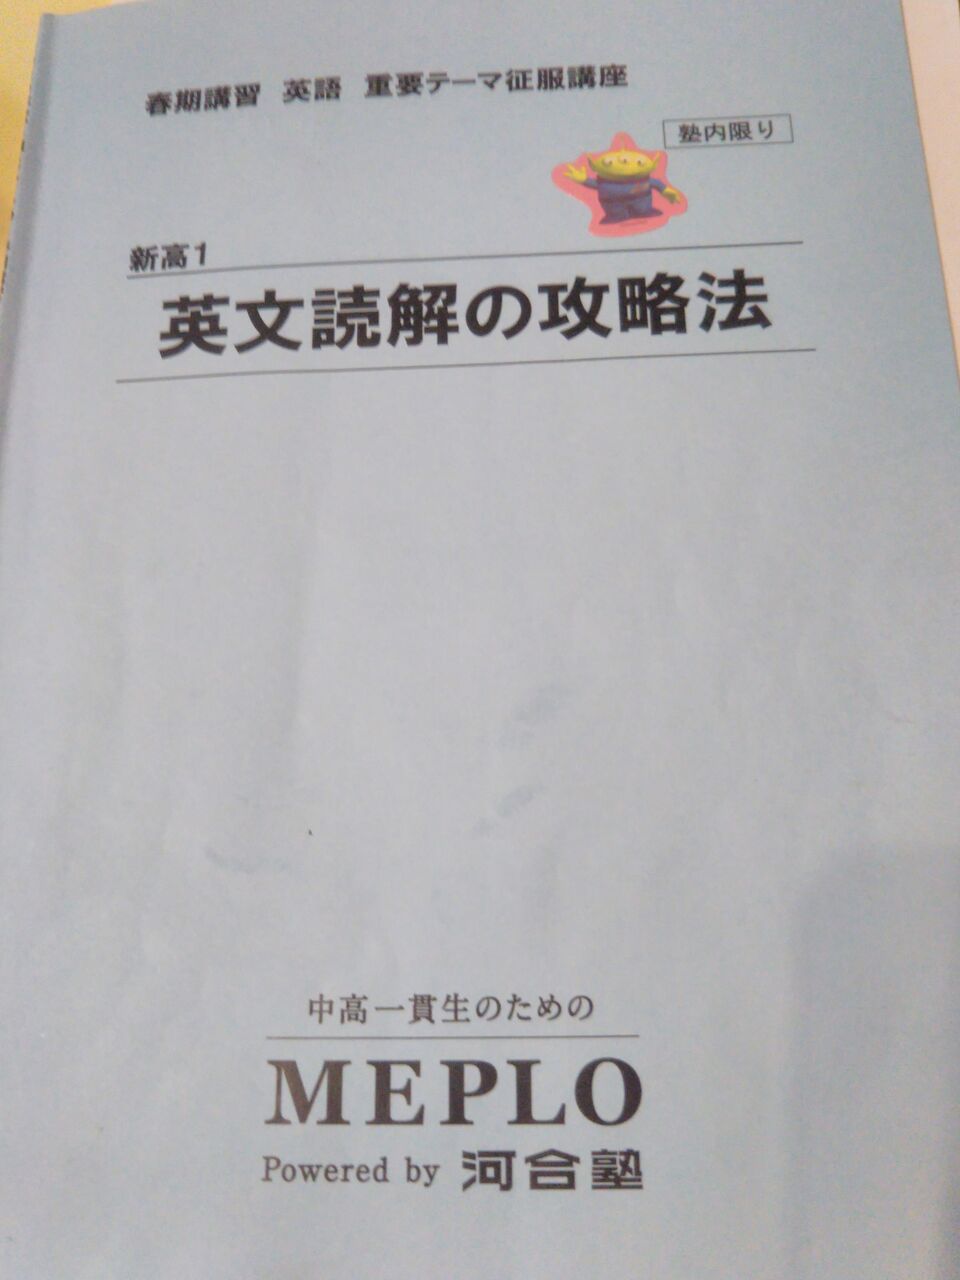 春期講習 英語 重要テーマ征服講座
塾内限り
新高1
英文読解の攻略法
中高一貫生のための
MEPLO
Powered by 河合塾